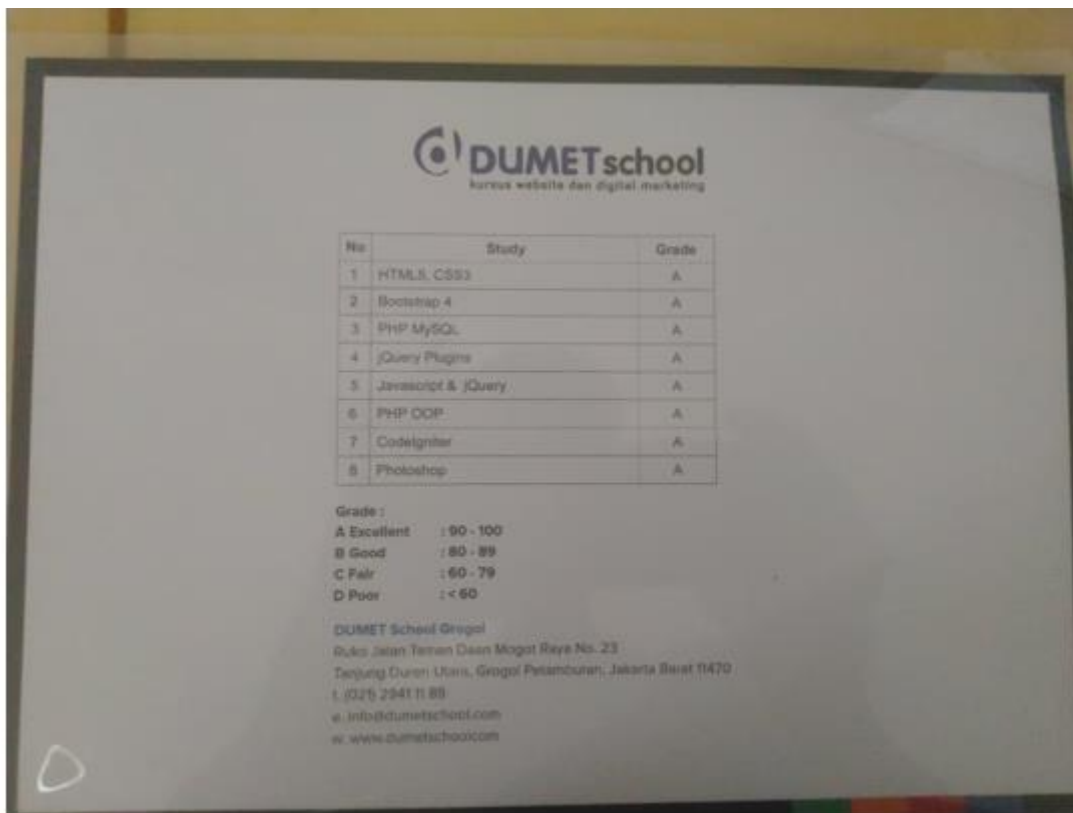 DUMETschool
kursus website dan digital marketing
No Study Grade
1 HTML5, CSS3 A
2 Bootstrap 4 A
3 PHP MySQL A
4 jQuery Plugins A
5 Javascript & jQuery A
6 PHP OOP A
7 CodeIgniter A
8 Photoshop A
Grade :
A Excellent : 90 - 100
B Good : 80 - 89
C Fair : 60 - 79
D Poor : < 60
DUMET School Grogol
Ruko Jalan Taman Daan Mogot Raya No. 23
Tanjung Duren Utara, Grogol Petamburan, Jakarta Barat 11470
t. (021) 2941 11 89
e. info@dumetschool.com
w. www.dumetschoolcom